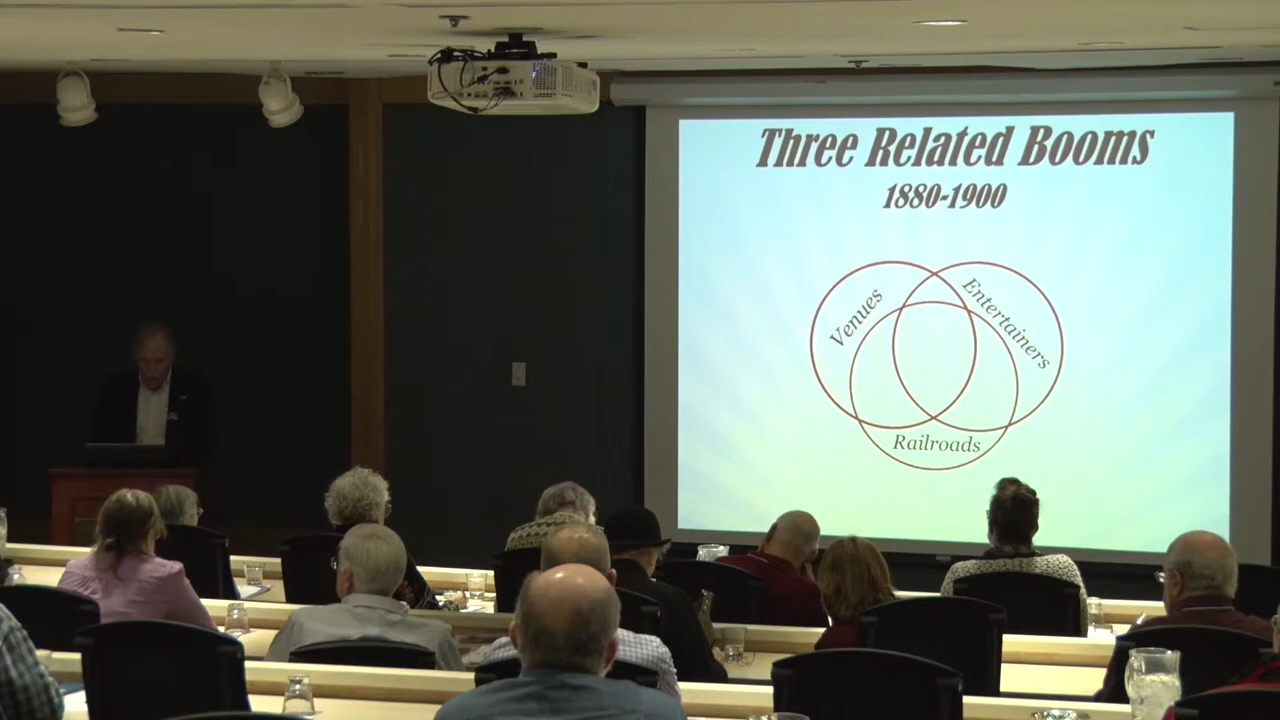 Three Related Booms
1880-1900
Venues
Entertainers
Railroads